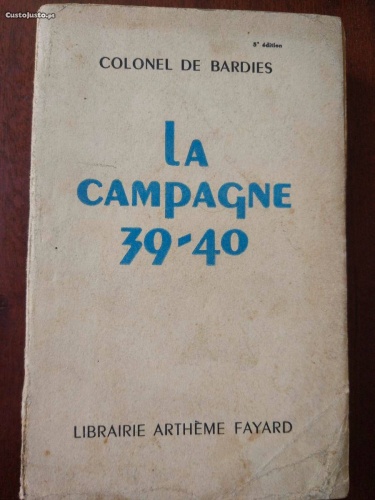 CustoJusto.pt
8ᵉ édition
COLONEL DE BARDIES
LA
CAMPAGNE
39-40
LIBRAIRIE ARTHÈME FAYARD